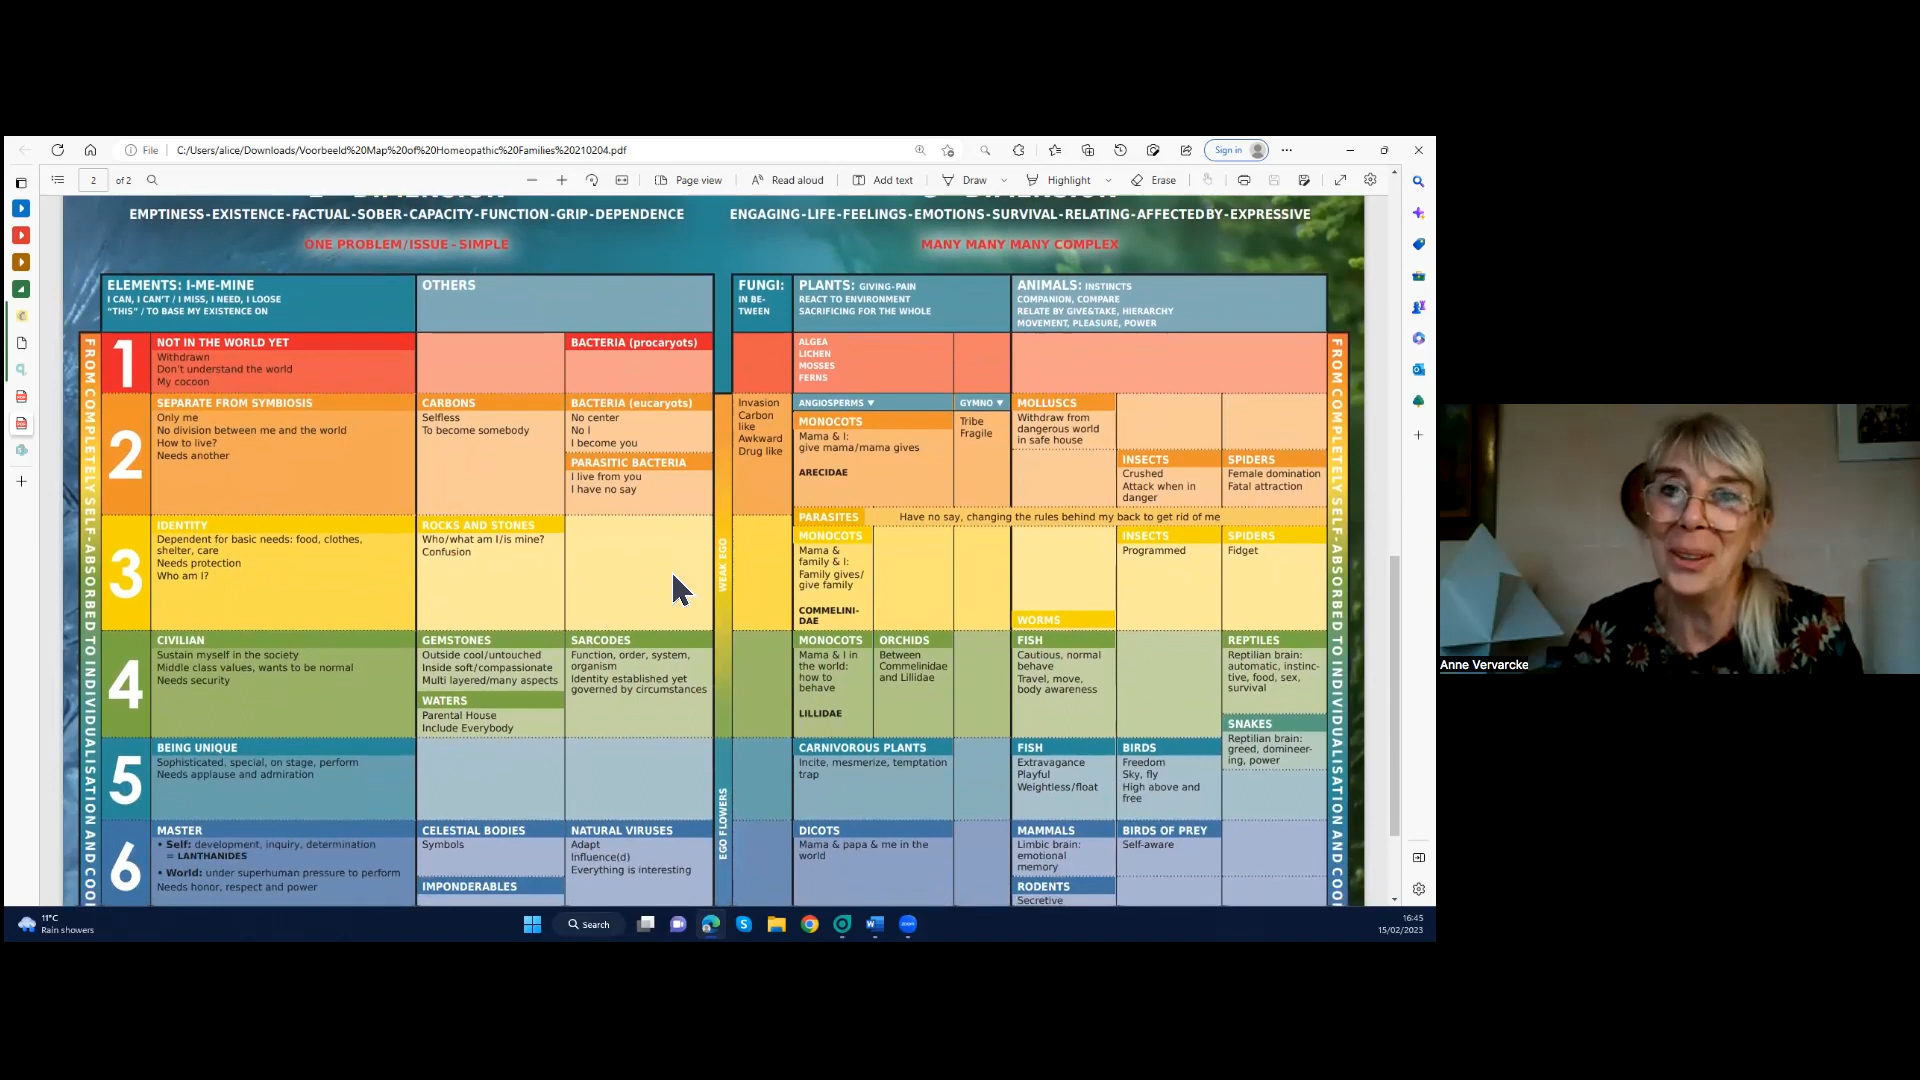 File
C:/Users/alice/Downloads/Voorbeeld%20Map%20of%20Homeopathic%20Families%20210204.pdf
Sign in
2
of 2
Page view
Read aloud
Add text
Draw
Highlight
Erase
EMPTINESS-EXISTENCE-FACTUAL-SOBER-CAPACITY-FUNCTION-GRIP-DEPENDENCE
ENGAGING-LIFE-FEELINGS-EMOTIONS-SURVIVAL-RELATING-AFFECTED BY-EXPRESSIVE
ONE PROBLEM/ISSUE - SIMPLE
MANY MANY MANY COMPLEX
ELEMENTS: I-ME-MINE
I CAN, I CAN'T / I MISS, I NEED, I LOOSE
"THIS" / TO BASE MY EXISTENCE ON
OTHERS
FUNGI:
IN BE-
TWEEN
PLANTS: GIVING-PAIN
REACT TO ENVIRONMENT
SACRIFICING FOR THE WHOLE
ANIMALS: INSTINCTS
COMPANION, COMPARE
RELATE BY GIVE&TAKE, HIERARCHY
MOVEMENT, PLEASURE, POWER
FROM COMPLETELY SELF-ABSORBED TO INDIVIDUALISATION AND COO
1
NOT IN THE WORLD YET
Withdrawn
Don't understand the world
My cocoon
BACTERIA (procaryots)
ALGEA
LICHEN
MOSSES
FERNS
2
SEPARATE FROM SYMBIOSIS
Only me
No division between me and the world
How to live?
Needs another
CARBONS
Selfless
To become somebody
BACTERIA (eucaryots)
No center
No I
I become you
PARASITIC BACTERIA
I live from you
I have no say
Invasion
Carbon
like
Awkward
Drug like
ANGIOSPERMS ▼
MONOCOTS
Mama & I:
give mama/mama gives
ARECIDAE
GYMNO ▼
Tribe
Fragile
MOLLUSCS
Withdraw from
dangerous world
in safe house
INSECTS
Crushed
Attack when in
danger
SPIDERS
Female domination
Fatal attraction
PARASITES
Have no say, changing the rules behind my back to get rid of me
3
IDENTITY
Dependent for basic needs: food, clothes,
shelter, care
Needs protection
Who am I?
ROCKS AND STONES
Who/what am I/is mine?
Confusion
WEAK EGO
MONOCOTS
Mama &
family & I:
Family gives/
give family
COMMELINI-
DAE
WORMS
INSECTS
Programmed
SPIDERS
Fidget
4
CIVILIAN
Sustain myself in the society
Middle class values, wants to be normal
Needs security
GEMSTONES
Outside cool/untouched
Inside soft/compassionate
Multi layered/many aspects
WATERS
Parental House
Include Everybody
SARCODES
Function, order, system,
organism
Identity established yet
governed by circumstances
MONOCOTS
Mama & I in
the world:
how to
behave
LILLIDAE
ORCHIDS
Between
Commelinidae
and Lillidae
FISH
Cautious, normal
behave
Travel, move,
body awareness
REPTILES
Reptilian brain:
automatic, instinc-
tive, food, sex,
survival
SNAKES
Reptilian brain:
greed, domineer-
ing, power
5
BEING UNIQUE
Sophisticated, special, on stage, perform
Needs applause and admiration
CARNIVOROUS PLANTS
Incite, mesmerize, temptation
trap
FISH
Extravagance
Playful
Weightless/float
BIRDS
Freedom
Sky, fly
High above and
free
EGO FLOWERS
6
MASTER
• Self: development, inquiry, determination
= LANTHANIDES
• World: under superhuman pressure to perform
Needs honor, respect and power
CELESTIAL BODIES
Symbols
IMPONDERABLES
NATURAL VIRUSES
Adapt
Influence(d)
Everything is interesting
DICOTS
Mama & papa & me in the
world
MAMMALS
Limbic brain:
emotional
memory
RODENTS
Secretive
BIRDS OF PREY
Self-aware
FROM COMPLETELY SELF-ABSORBED TO INDIVIDUALISATION AND COO
Anne Vervarcke
11°C
Rain showers
Search
16:45
15/02/2023